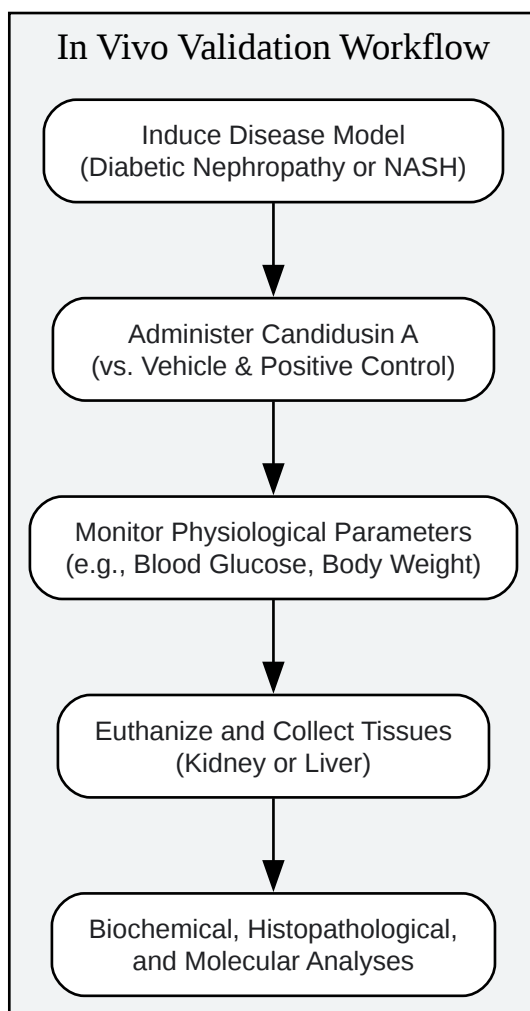 In Vivo Validation Workflow
Induce Disease Model
(Diabetic Nephropathy or NASH)
Administer Candidusin A
(vs. Vehicle & Positive Control)
Monitor Physiological Parameters
(e.g., Blood Glucose, Body Weight)
Euthanize and Collect Tissues
(Kidney or Liver)
Biochemical, Histopathological,
and Molecular Analyses